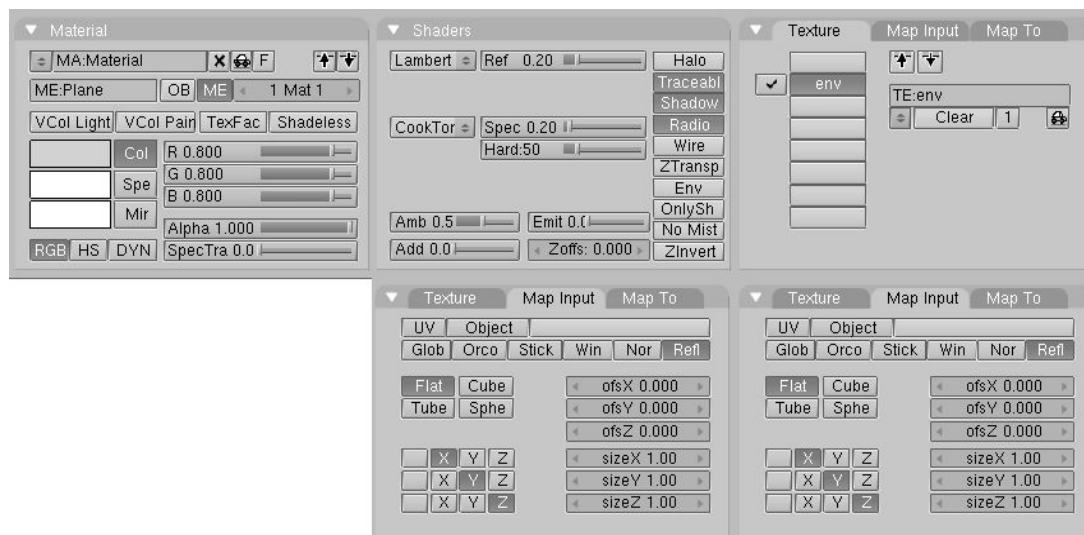 Material
MA:Material
F
ME:Plane
OB
ME
1 Mat 1
VCol Light
VCol Pain
TexFac
Shadeless
Col
Spe
Mir
R 0.800
G 0.800
B 0.800
Alpha 1.000
RGB
HS
DYN
SpecTra 0.0
Shaders
Lambert
Ref 0.20
CookTor
Spec 0.20
Hard:50
Amb 0.5
Emit 0.(
Add 0.0
Zoffs: 0.000
Halo
Traceabl
Shadow
Radio
Wire
ZTransp
Env
OnlySh
No Mist
ZInvert
Texture
Map Input
Map To
env
TE:env
Clear
1
Texture
Map Input
Map To
UV
Object
Glob
Orco
Stick
Win
Nor
Refl
Flat
Cube
Tube
Sphe
ofsX 0.000
ofsY 0.000
ofsZ 0.000
X Y Z
X Y Z
X Y Z
sizeX 1.00
sizeY 1.00
sizeZ 1.00
Texture
Map Input
Map To
UV
Object
Glob
Orco
Stick
Win
Nor
Refl
Flat
Cube
Tube
Sphe
ofsX 0.000
ofsY 0.000
ofsZ 0.000
X Y Z
X Y Z
X Y Z
sizeX 1.00
sizeY 1.00
sizeZ 1.00